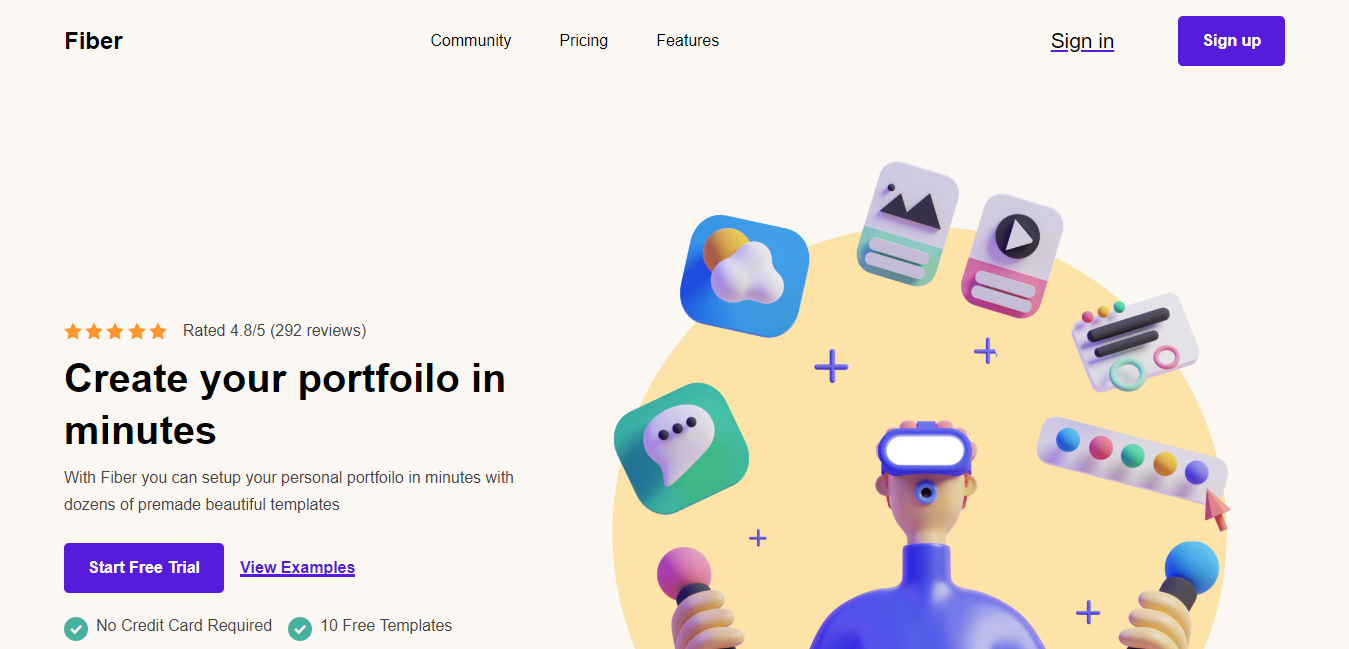 Fiber
Community
Pricing
Features
Sign in
Sign up
Rated 4.8/5 (292 reviews)
Create your portfoilo in
minutes
With Fiber you can setup your personal portfoilo in minutes with
dozens of premade beautiful templates
Start Free Trial
View Examples
No Credit Card Required
10 Free Templates